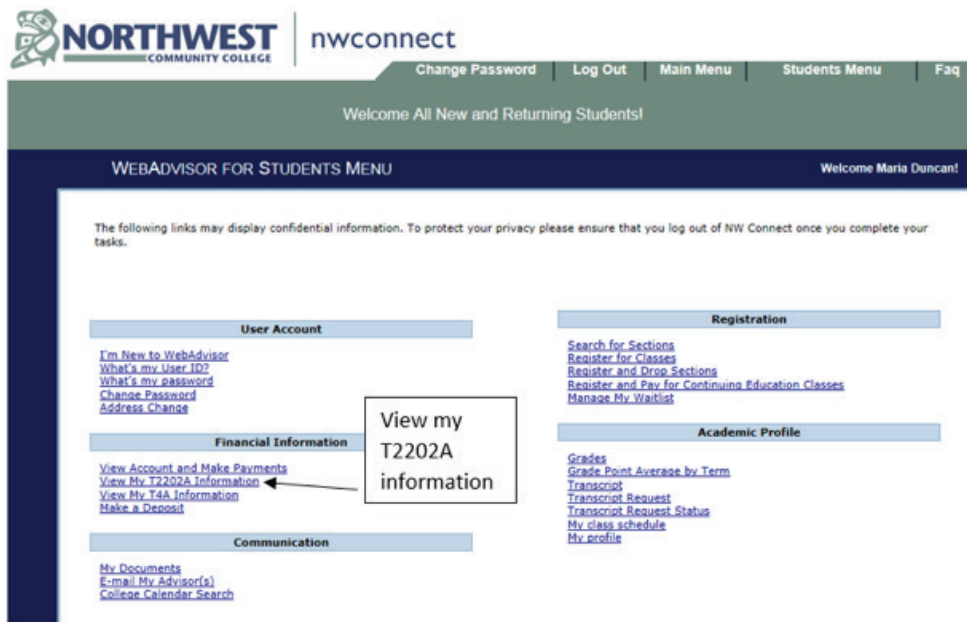 NORTHWEST
COMMUNITY COLLEGE
nwconnect
Change Password
Log Out
Main Menu
Students Menu
Faq
Welcome All New and Returning Students!
WEBADVISOR FOR STUDENTS MENU
Welcome Maria Duncan!
The following links may display confidential information. To protect your privacy please ensure that you log out of NW Connect once you complete your
tasks.
User Account
I'm New to WebAdvisor
What's my User ID?
What's my password
Change Password
Address Change
Financial Information
View Account and Make Payments
View My T2202A Information
View My T4A Information
Make a Deposit
Communication
My Documents
E-mail My Advisor(s)
College Calendar Search
View my
T2202A
information
Registration
Search for Sections
Register for Classes
Register and Drop Sections
Register and Pay for Continuing Education Classes
Manage My Waitlist
Academic Profile
Grades
Grade Point Average by Term
Transcript
Transcript Request
Transcript Request Status
My class schedule
My profile